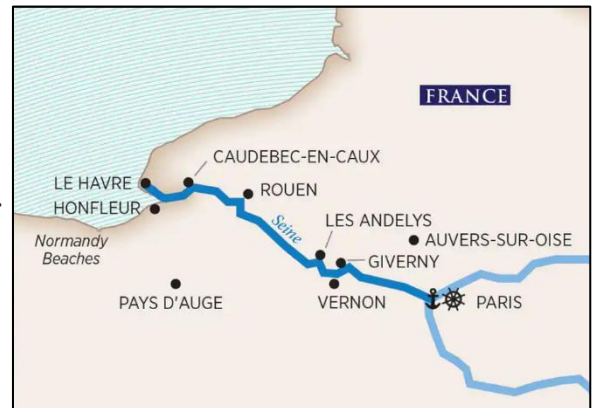 FRANCE
CAUDEBEC-EN-CAUX
LE HAVRE
ROUEN
HONFLEUR
Seine
LES ANDELYS
Normandy
Beaches
AUVERS-SUR-OISE
GIVERNY
PAYS D'AUGE
VERNON
PARIS